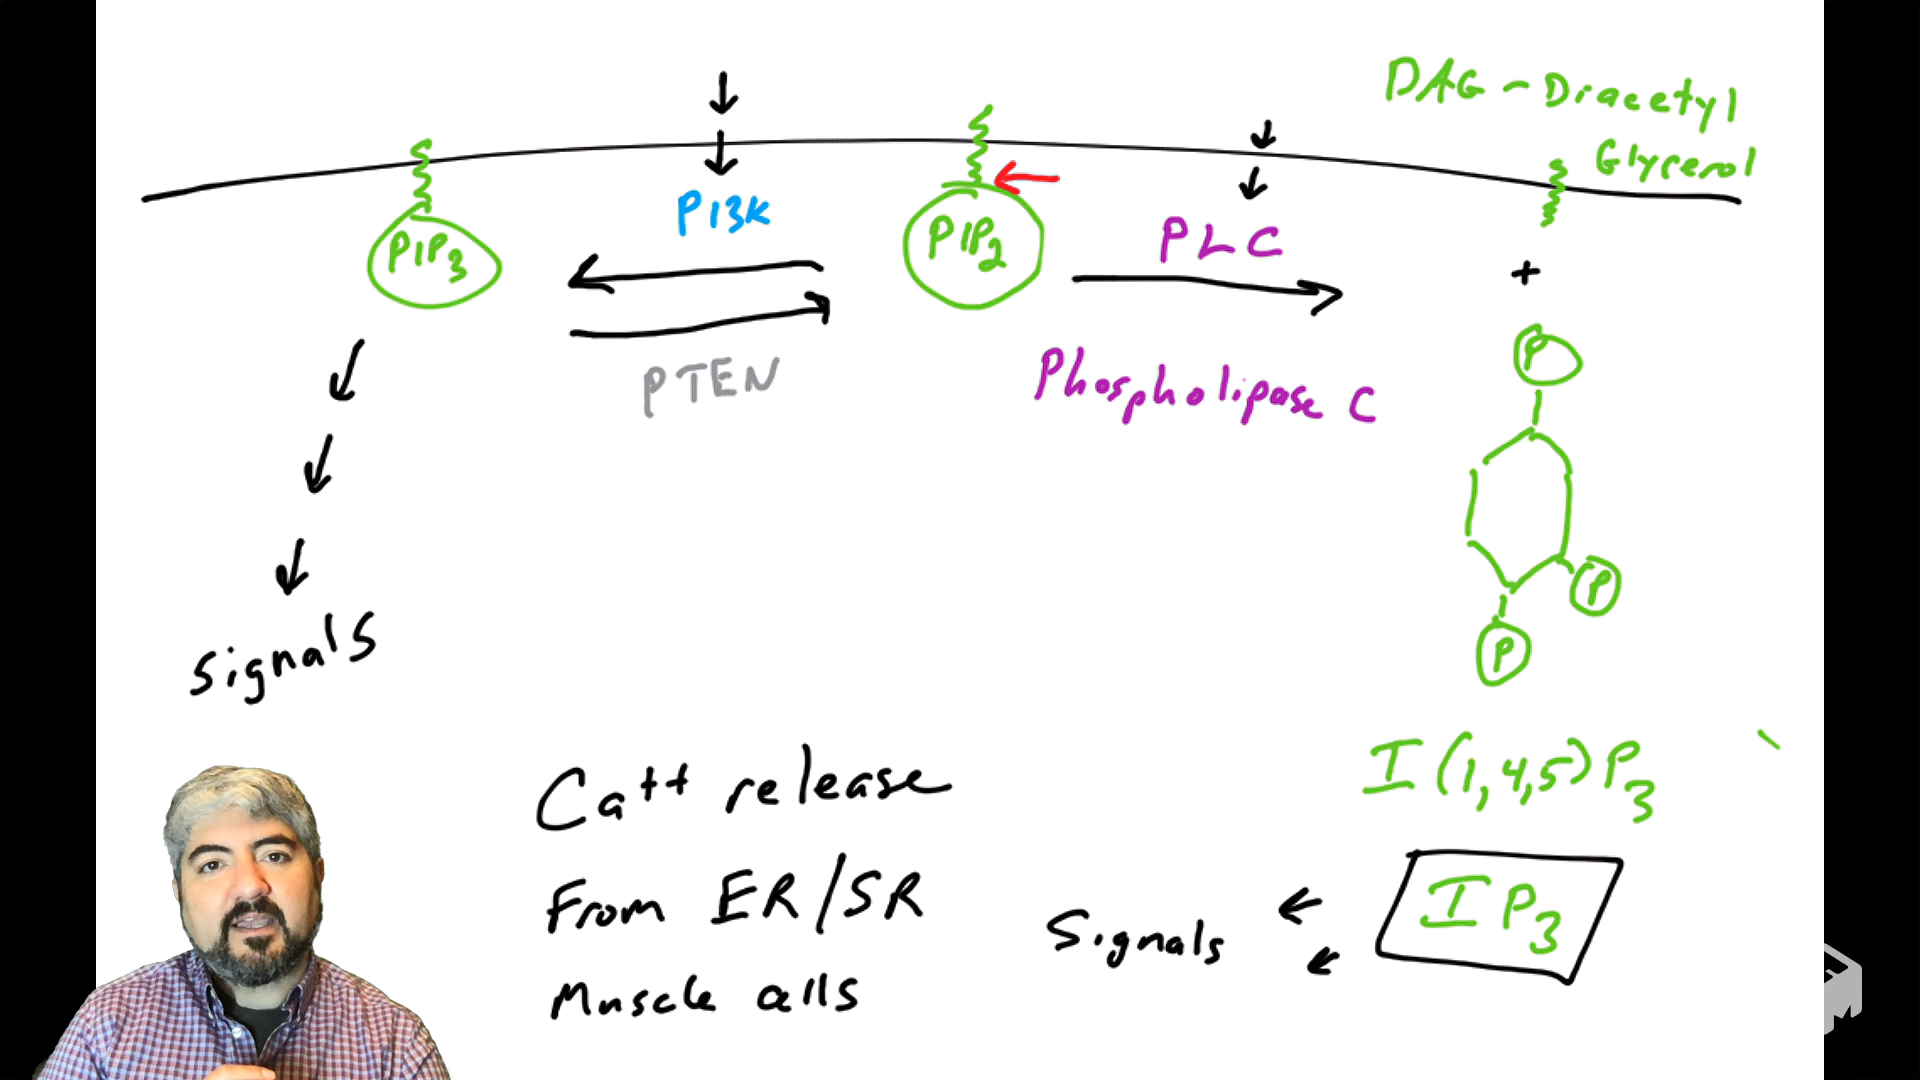 DAG - Diacetyl
Glycerol
PI3K
PIP3
PIP2
PLC
PTEN
Phospholipase C
P
P
P
Signals
Ca++ release
From ER/SR
Muscle cells
I(1,4,5)P3
IP3
Signals